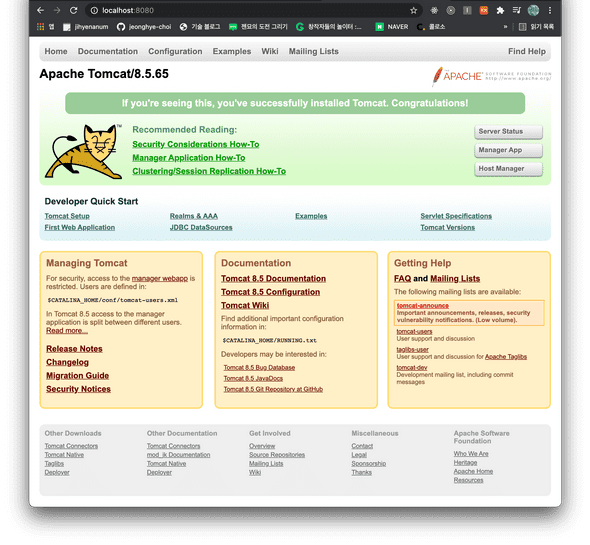 localhost:8080
앱
jihyenanum
jeonghye-choi
기술 블로그
쨴요의 도전 그리기
창작자들의 놀이터 :...
NAVER
콜로소
읽기 목록
Home Documentation Configuration Examples Wiki Mailing Lists Find Help
Apache Tomcat/8.5.65
APACHE
SOFTWARE FOUNDATION
http://www.apache.org/
If you're seeing this, you've successfully installed Tomcat. Congratulations!
TM
Recommended Reading:
Security Considerations How-To
Manager Application How-To
Clustering/Session Replication How-To
Server Status
Manager App
Host Manager
Developer Quick Start
Tomcat Setup
First Web Application
Realms & AAA
JDBC DataSources
Examples
Servlet Specifications
Tomcat Versions
Managing Tomcat
For security, access to the manager webapp is
restricted. Users are defined in:
$CATALINA_HOME/conf/tomcat-users.xml
In Tomcat 8.5 access to the manager
application is split between different users.
Read more...
Release Notes
Changelog
Migration Guide
Security Notices
Documentation
Tomcat 8.5 Documentation
Tomcat 8.5 Configuration
Tomcat Wiki
Find additional important configuration
information in:
$CATALINA_HOME/RUNNING.txt
Developers may be interested in:
Tomcat 8.5 Bug Database
Tomcat 8.5 JavaDocs
Tomcat 8.5 Git Repository at GitHub
Getting Help
FAQ and Mailing Lists
The following mailing lists are available:
tomcat-announce
Important announcements, releases, security
vulnerability notifications. (Low volume).
tomcat-users
User support and discussion
taglibs-user
User support and discussion for Apache Taglibs
tomcat-dev
Development mailing list, including commit
messages
Other Downloads
Tomcat Connectors
Tomcat Native
Taglibs
Deployer
Other Documentation
Tomcat Connectors
mod_jk Documentation
Tomcat Native
Deployer
Get Involved
Overview
Source Repositories
Mailing Lists
Wiki
Miscellaneous
Contact
Legal
Sponsorship
Thanks
Apache Software
Foundation
Who We Are
Heritage
Apache Home
Resources